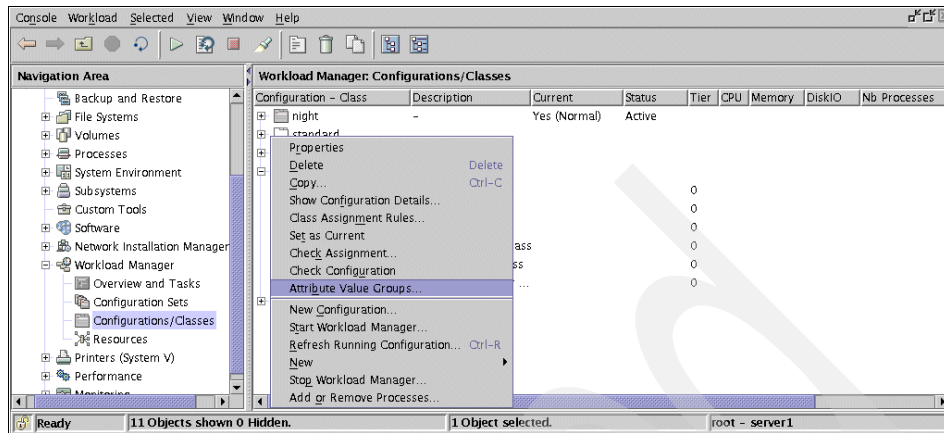 Console Workload Selected View Window Help
Navigation Area
Workload Manager: Configurations/Classes
Backup and Restore
File Systems
Volumes
Processes
System Environment
Subsystems
Custom Tools
Software
Network Installation Manager
Workload Manager
Overview and Tasks
Configuration Sets
Configurations/Classes
Resources
Printers (System V)
Performance
Monitoring
Configuration - Class Description Current Status Tier CPU Memory DiskIO Nb Processes
night - Yes (Normal) Active
standard
0
0
0
ass 0
ss 0
... 0
Properties
Delete Delete
Copy... Ctrl-C
Show Configuration Details...
Class Assignment Rules...
Set as Current
Check Assignment...
Check Configuration
Attribute Value Groups...
New Configuration...
Start Workload Manager...
Refresh Running Configuration... Ctrl-R
New
Stop Workload Manager...
Add or Remove Processes...
Ready 11 Objects shown 0 Hidden. 1 Object selected. root - server1